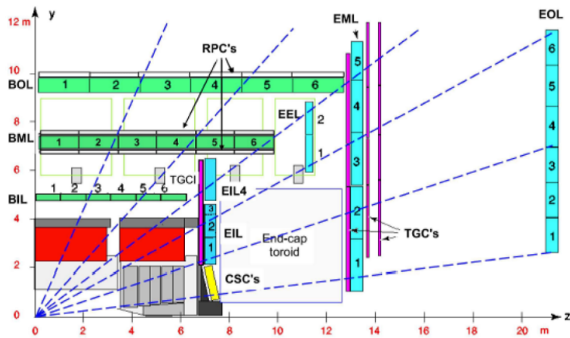 12 m y
EML
EOL
RPC's
10
BOL 1 2 3 4 5 6
5
6
8
EEL 2
4
5
BML 1 2 3 4 5 6
1
4
6
TGCI
3
3
1 2 3 4 5 6
EIL4
BIL
4
3
2
2
EIL 2
End-cap
toroid
TGC's
1
1
2
CSC's
1
0
0 2 4 6 8 10 12 14 16 18 20 z
m m